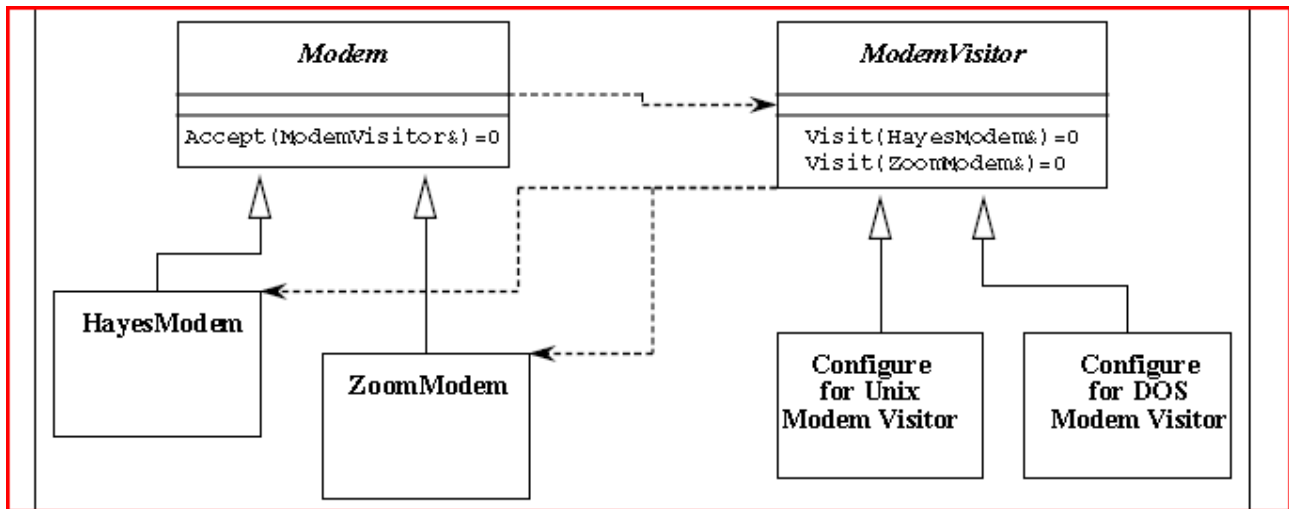 Modem
Accept(ModemVisitor&)=0
ModemVisitor
Visit(HayesModem&)=0
Visit(ZoomModem&)=0
HayesModem
ZoomModem
Configure
for Unix
Modem Visitor
Configure
for DOS
Modem Visitor